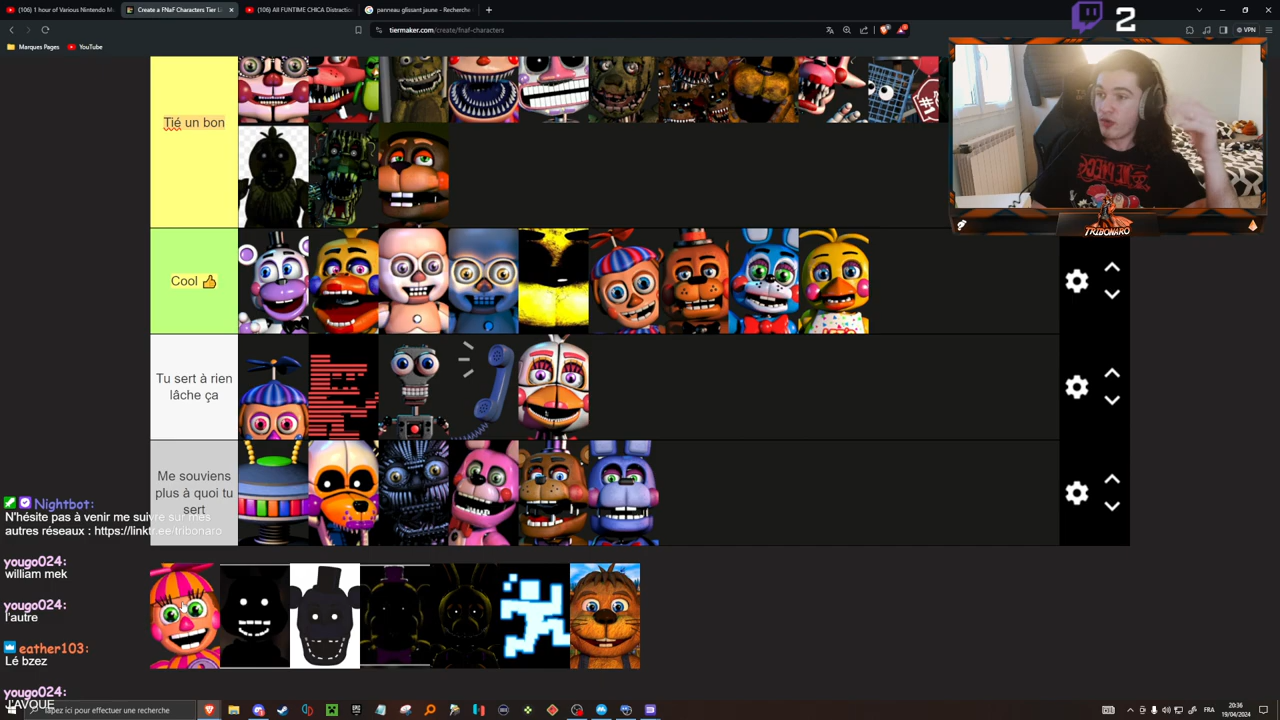 (106) 1 hour of Various Nintendo M
Create a FNaF Characters Tier L
(106) All FUNTIME CHICA Distraction
panneau glissant jaune - Recherche
tiermaker.com/create/fnaf-characters
VPN
Marques Pages
YouTube
2
Tié un bon
TRIBONARO
Cool 👍
Tu sert à rien
lâche ça
Me souviens
plus à quoi tu
sert
Nightbot:
N'hésite pas à venir me suivre sur mes
autres réseaux : https://linktr.ee/tribonaro
yougo024:
william mek
yougo024:
l'autre
eather103:
Lé bzez
yougo024:
L'AVOUE
Tapez ici pour effectuer une recherche
FRA
20:36
19/04/2024